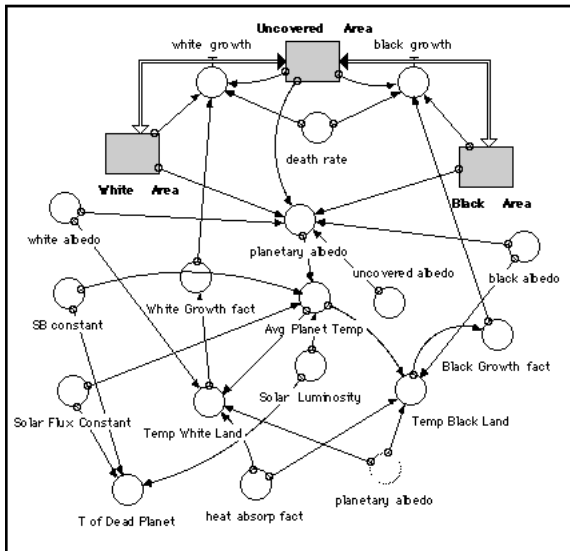 Uncovered Area
white growth
black growth
death rate
White Area
Black Area
white albedo
planetary albedo
uncovered albedo
black albedo
SB constant
White Growth fact
Avg Planet Temp
Black Growth fact
Solar Flux Constant
Temp White Land
Solar Luminosity
Temp Black Land
T of Dead Planet
heat absorp fact
planetary albedo